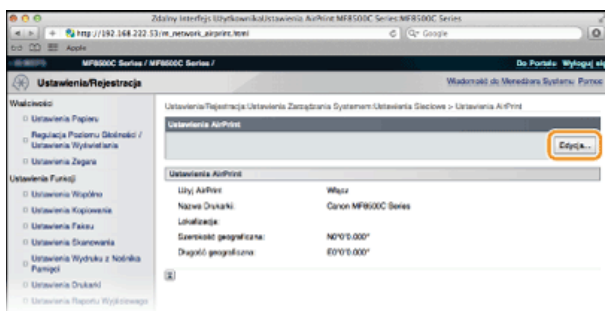 Zdalny Interfejs Użytkownika:Ustawienia AirPrint:MF8500C Series:MF8500C Series
http://192.168.222.53/m_network_airprint.html
Google
Apple
MF8500C Series / MF8500C Series /
Do Portalu Wyloguj się
Ustawienia/Rejestracja
Wiadomość do Menedżera Systemu Pomoc
Właściwości
Ustawienia Papieru
Regulacja Poziomu Głośności /
Ustawienia Wyświetlania
Ustawienia Zegara
Ustawienia Funkcji
Ustawienia Wspólne
Ustawienia Kopiowania
Ustawienia Faksu
Ustawienia Skanowania
Ustawienia Wydruku z Nośnika
Pamięci
Ustawienia Drukarki
Ustawienia Raportu Wyjściowego
Ustawienia/Rejestracja:Ustawienia Zarządzania Systemem:Ustawienia Sieciowe > Ustawienia AirPrint
Ustawienia AirPrint
Edycja...
Ustawienia AirPrint
Użyj AirPrint Włącz
Nazwa Drukarki: Canon MF8500C Series
Lokalizacja:
Szerokość geograficzna: N0°0'0.000"
Długość geograficzna: E0°0'0.000"